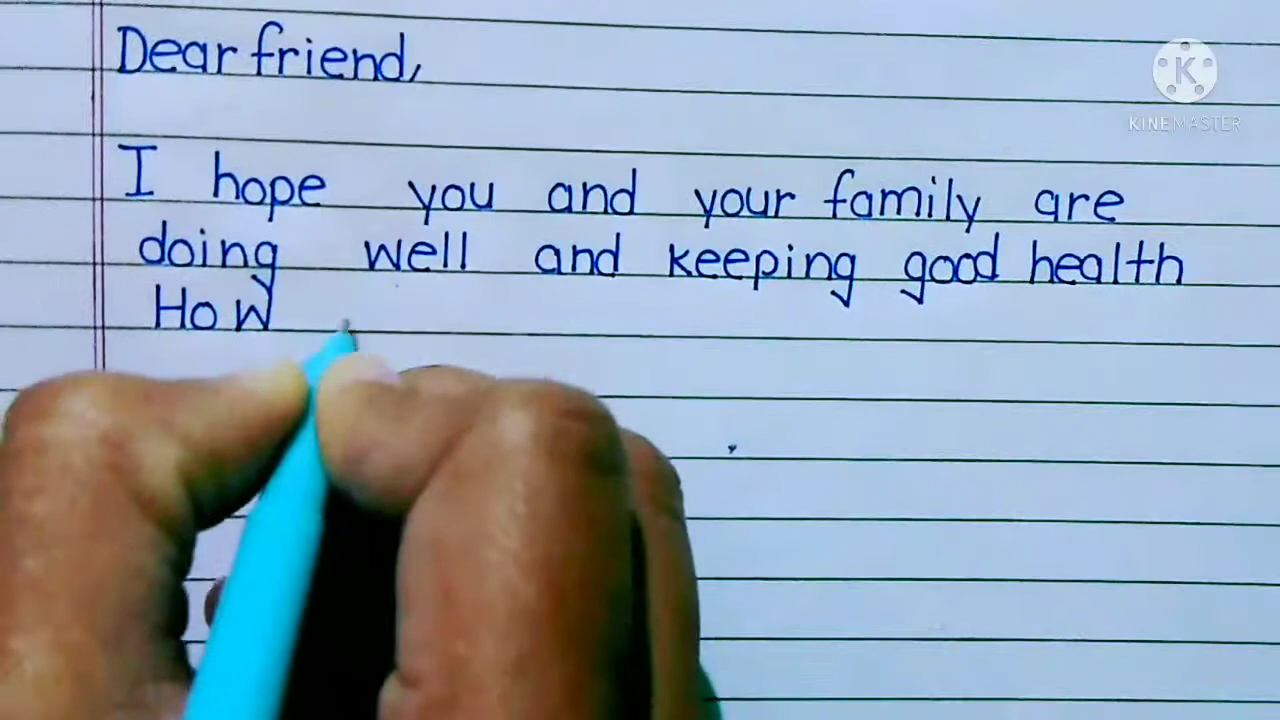 Dear friend,
K
KINEMASTER
I hope you and your family are
doing well and keeping good health
How